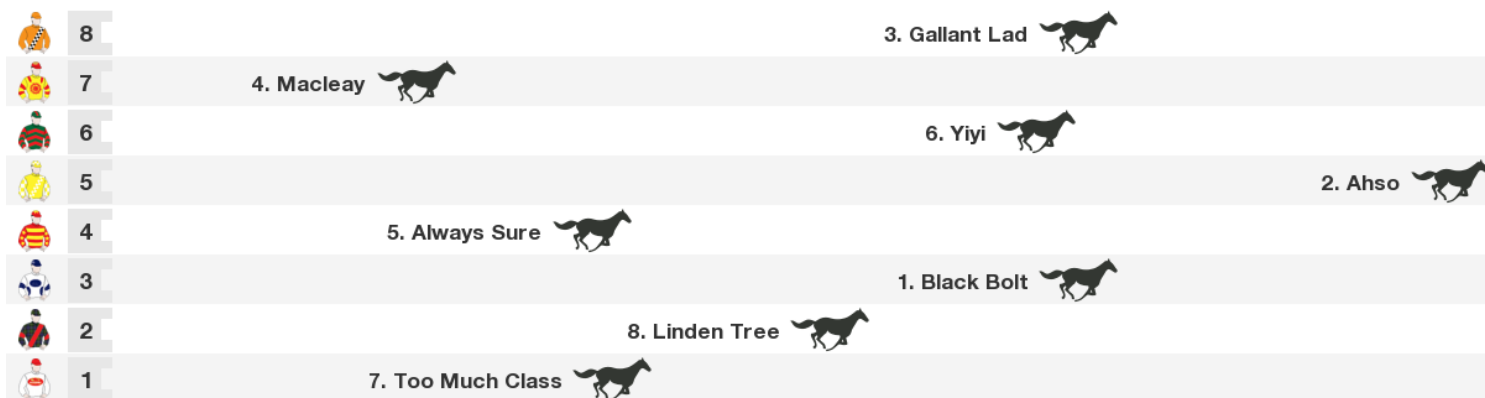 8 3. Gallant Lad
7 4. Macleay
6 6. Yiyi
5 2. Ahso
4 5. Always Sure
3 1. Black Bolt
2 8. Linden Tree
1 7. Too Much Class